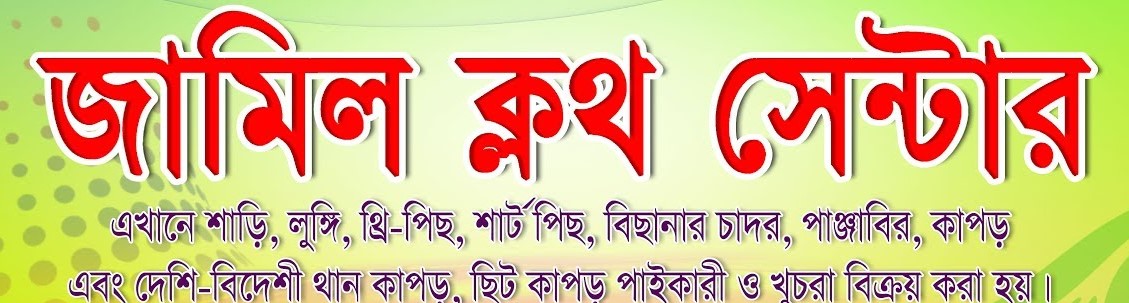 জামিল ক্লথ সেন্টার
এখানে শাড়ি, লুঙ্গি, থ্রি-পিছ, শার্ট পিছ, বিছানার চাদর, পাঞ্জাবির, কাপড়
এবং দেশি-বিদেশী থান কাপড়, ছিট কাপড় পাইকারী ও খুচরা বিক্রয় করা হয়।